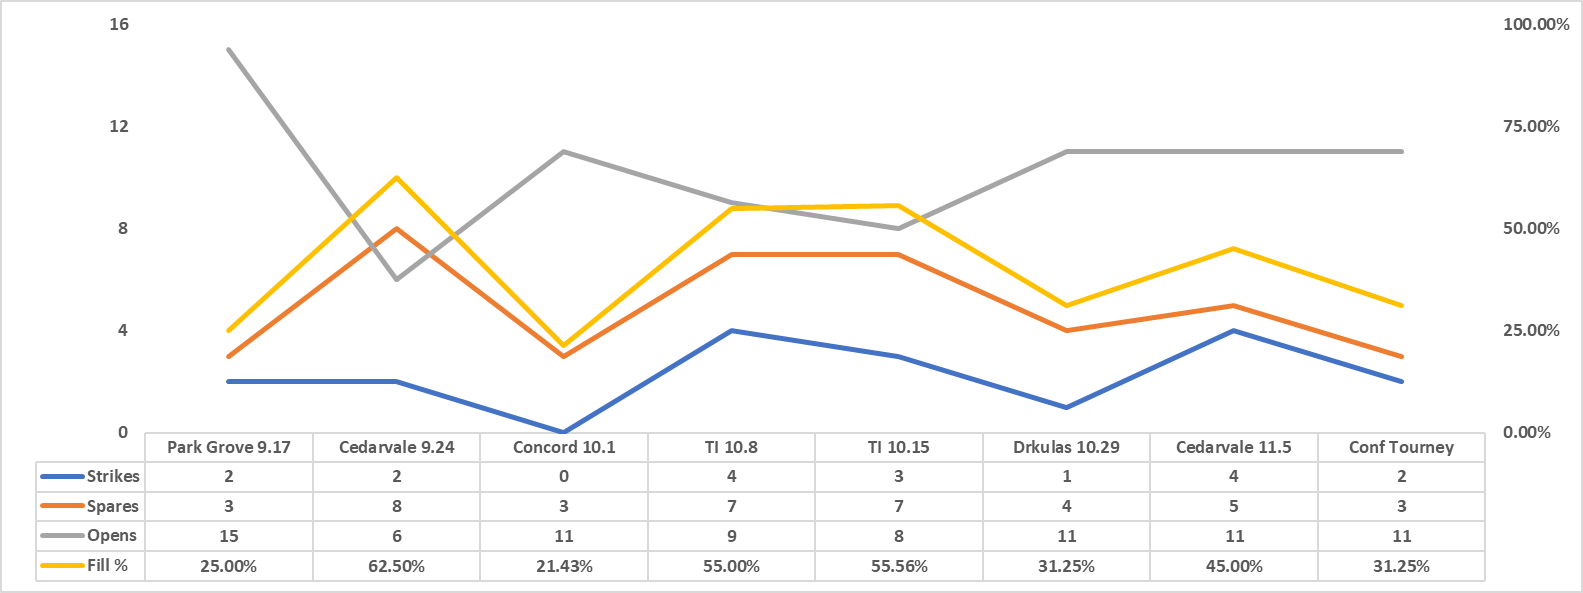 16 100.00%
12 75.00%
8 50.00%
4 25.00%
0 0.00%
Park Grove 9.17 Cedarvale 9.24 Concord 10.1 TI 10.8 TI 10.15 Drkulas 10.29 Cedarvale 11.5 Conf Tourney
Strikes 2 2 0 4 3 1 4 2
Spares 3 8 3 7 7 4 5 3
Opens 15 6 11 9 8 11 11 11
Fill % 25.00% 62.50% 21.43% 55.00% 55.56% 31.25% 45.00% 31.25%